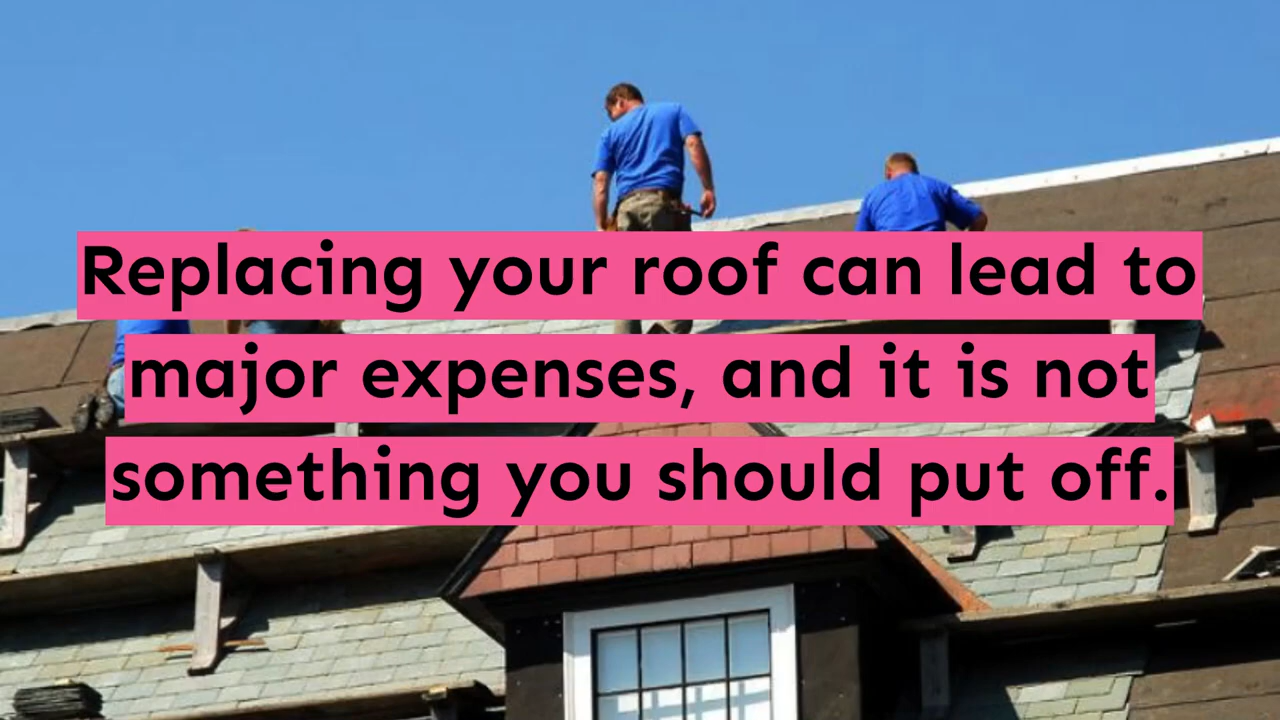 Replacing your roof can lead to
major expenses, and it is not
something you should put off.